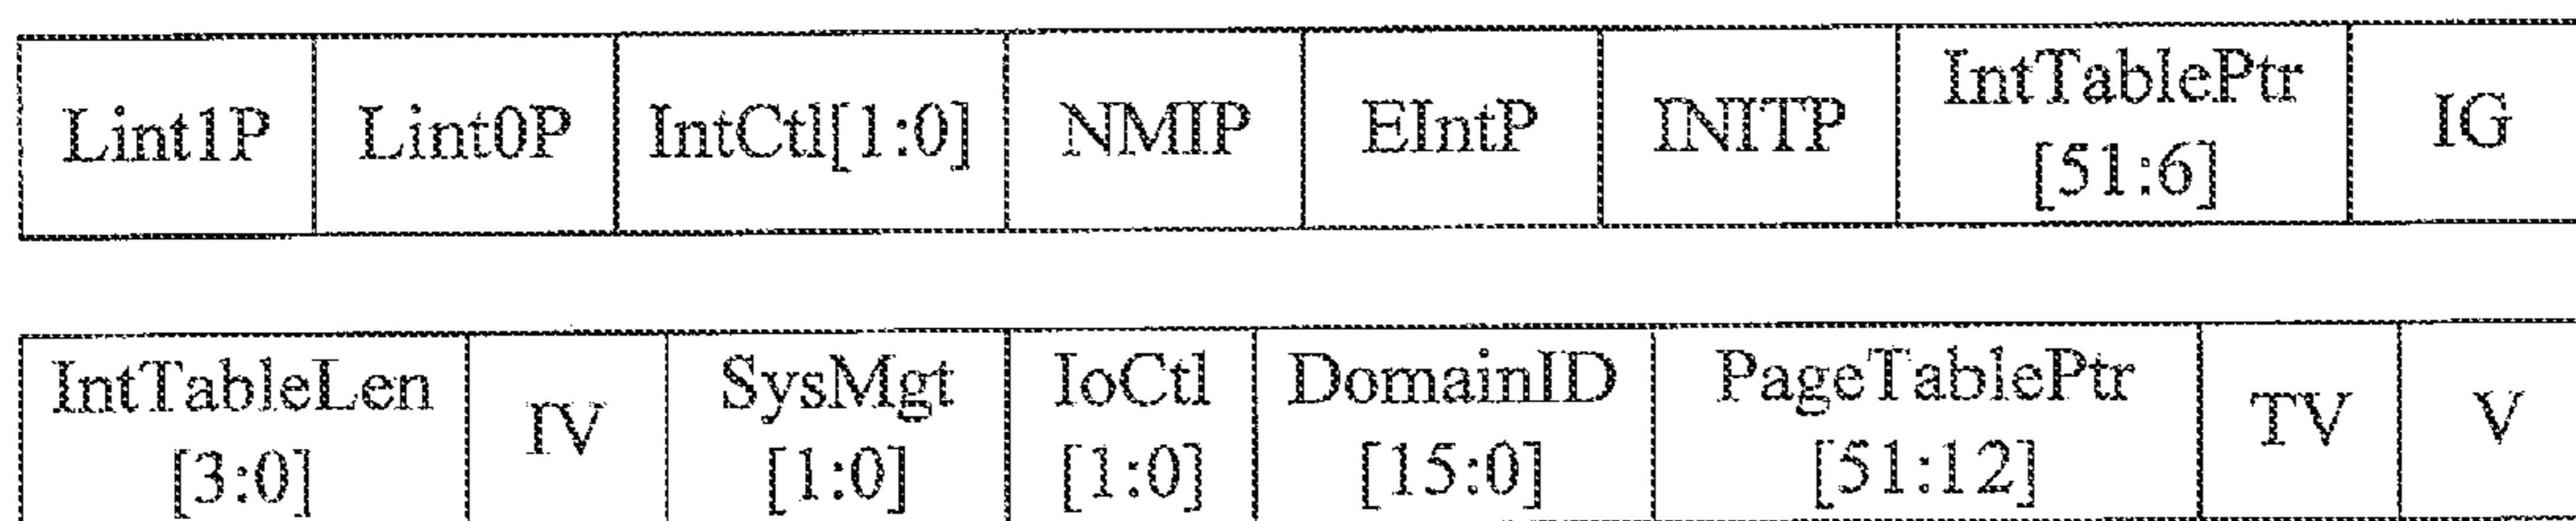 Lint1P Lint0P IntCtl[1:0] NMIP EIntP INITP IntTablePtr [51:6] IG
IntTableLen [3:0] IV SysMgt [1:0] IoCtl [1:0] DomainID [15:0] PageTablePtr [51:12] TV V